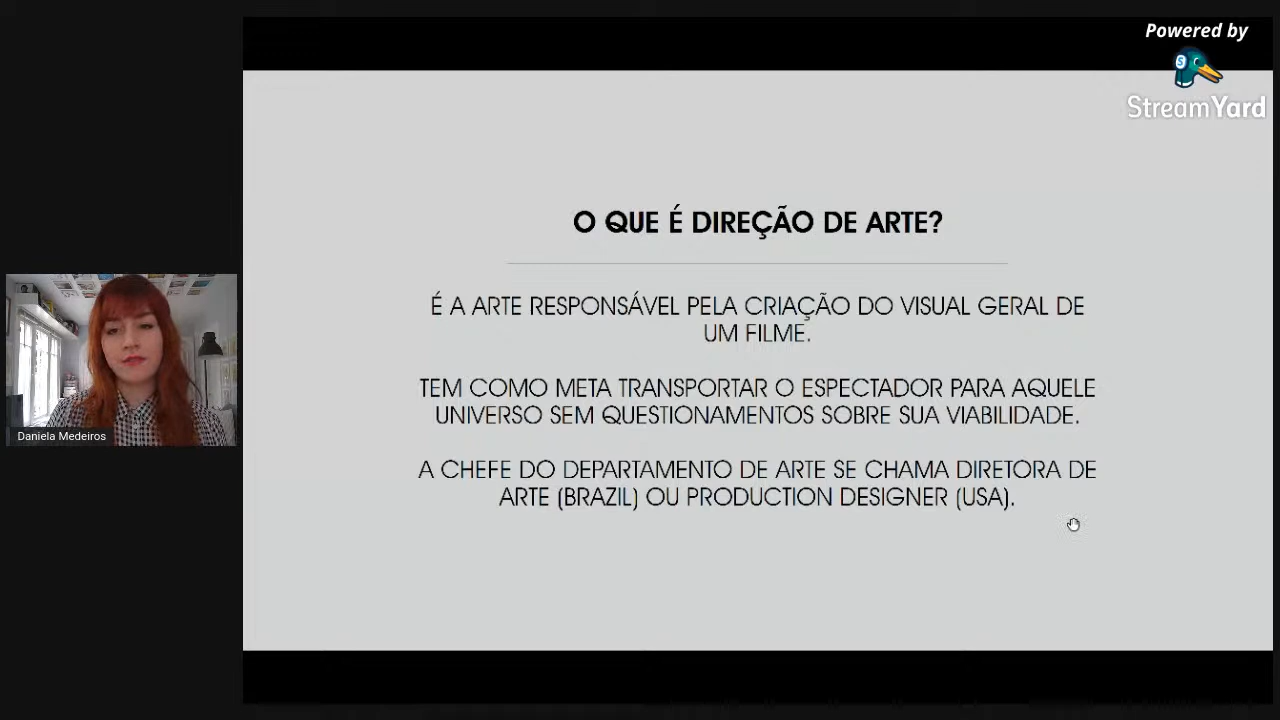 Powered by
StreamYard
O QUE É DIREÇÃO DE ARTE?
É A ARTE RESPONSÁVEL PELA CRIAÇÃO DO VISUAL GERAL DE
UM FILME.
TEM COMO META TRANSPORTAR O ESPECTADOR PARA AQUELE
UNIVERSO SEM QUESTIONAMENTOS SOBRE SUA VIABILIDADE.
A CHEFE DO DEPARTAMENTO DE ARTE SE CHAMA DIRETORA DE
ARTE (BRAZIL) OU PRODUCTION DESIGNER (USA).
Daniela Medeiros